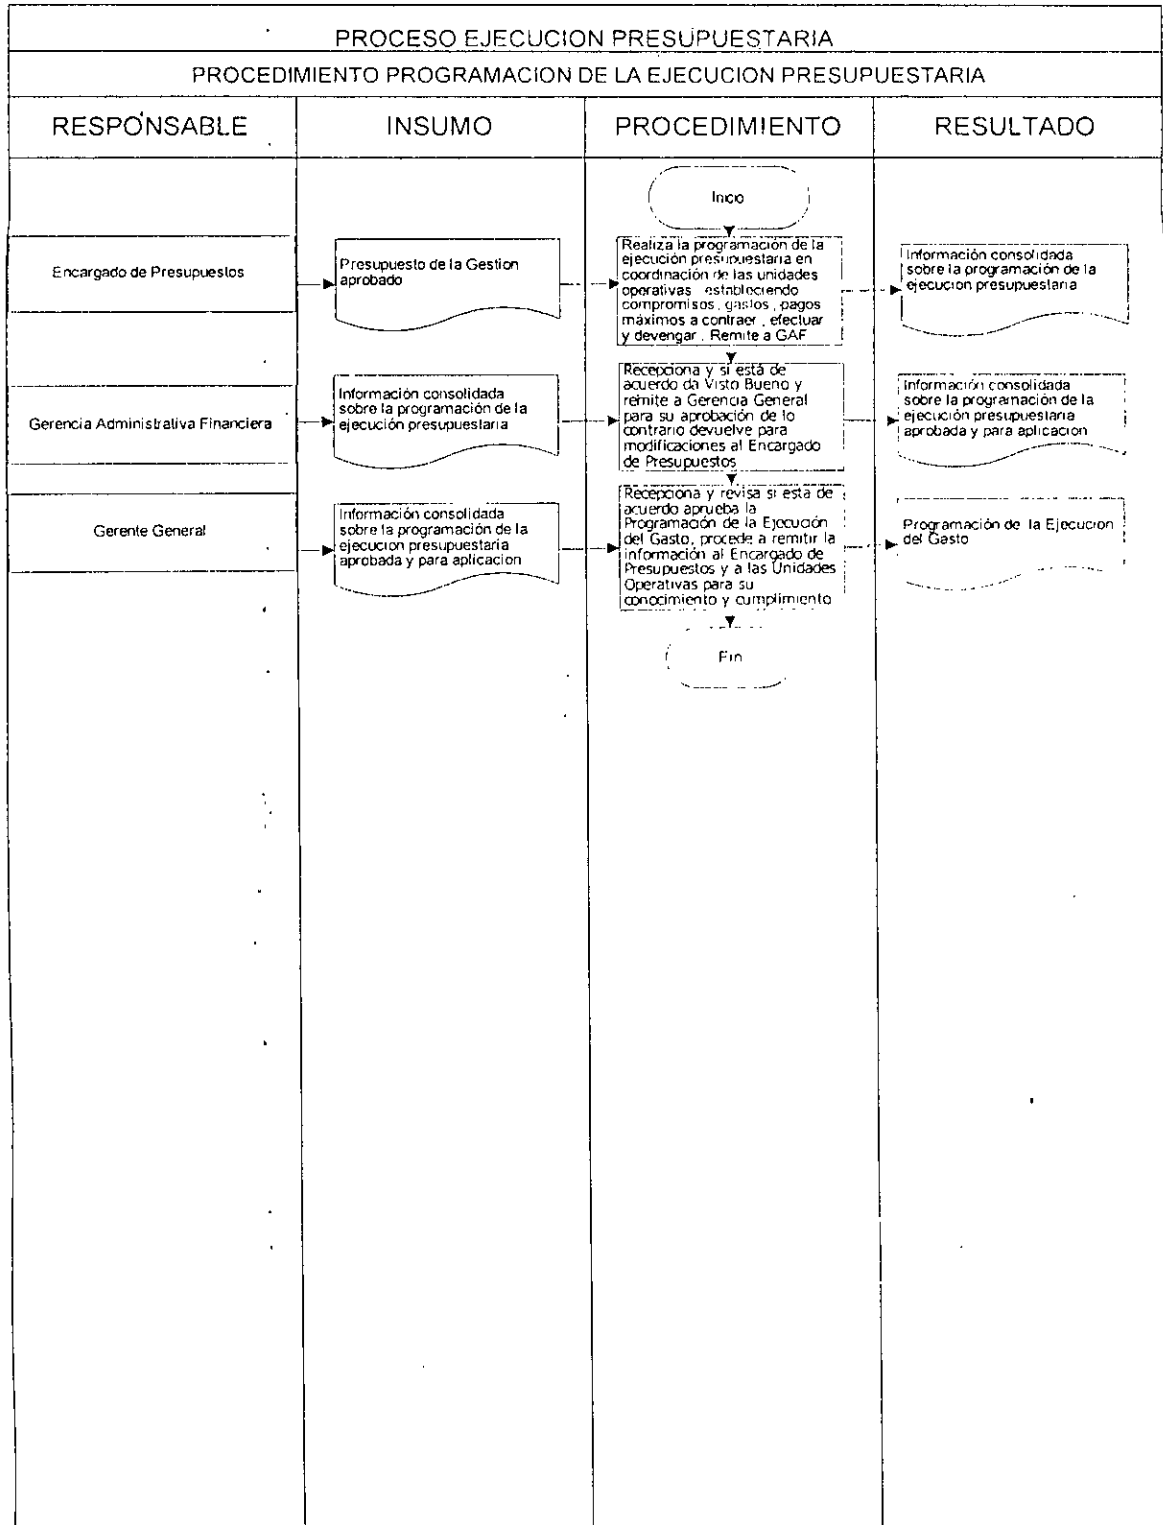 PROCESO EJECUCION PRESUPUESTARIA
PROCEDIMIENTO PROGRAMACION DE LA EJECUCION PRESUPUESTARIA
RESPONSABLE
INSUMO
PROCEDIMIENTO
RESULTADO
Inicio
Encargado de Presupuestos
Presupuesto de la Gestion
aprobado
Realiza la programación de la
ejecución presupuestaria en
coordinación de las unidades
operativas estableciendo
compromisos, gastos, pagos
máximos a contraer, efectuar
y devengar. Remite a GAF
Información consolidada
sobre la programación de la
ejecucion presupuestaria
Gerencia Administrativa Financiera
Información consolidada
sobre la programación de la
ejecución presupuestaria
Recepciona y si está de
acuerdo da Visto Bueno y
remite a Gerencia General
para su aprobación de lo
contrario devuelve para
modificaciones al Encargado
de Presupuestos
Información consolidada
sobre la programación de la
ejecución presupuestaria
aprobada y para aplicacion
Gerente General
Información consolidada
sobre la programación de la
ejecucion presupuestaria
aprobada y para aplicacion
Recepciona y revisa si esta de
acuerdo aprueba la
Programación de la Ejecución
del Gasto, procede a remitir la
información al Encargado de
Presupuestos y a las Unidades
Operativas para su
conocimiento y cumplimiento
Programación de la Ejecucion
del Gasto
Fin